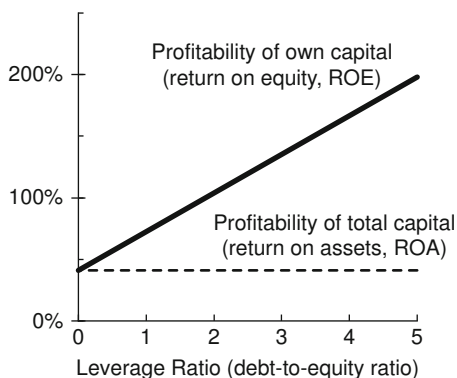 Profitability of own capital
(return on equity, ROE)
200%
100%
Profitability of total capital
(return on assets, ROA)
0%
0 1 2 3 4 5
Leverage Ratio (debt-to-equity ratio)